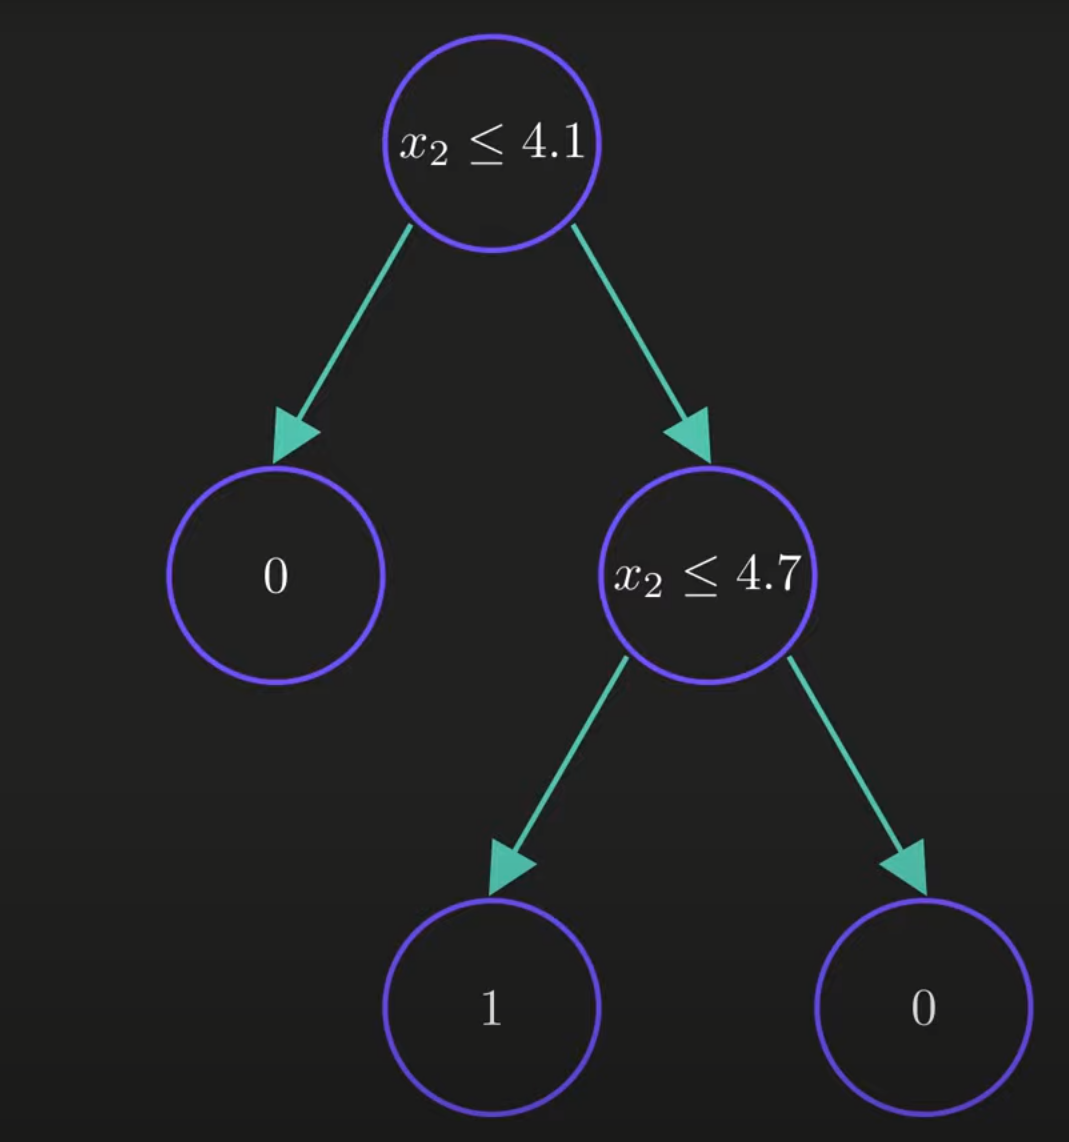 x₂ ≤ 4.1
0
x₂ ≤ 4.7
1
0